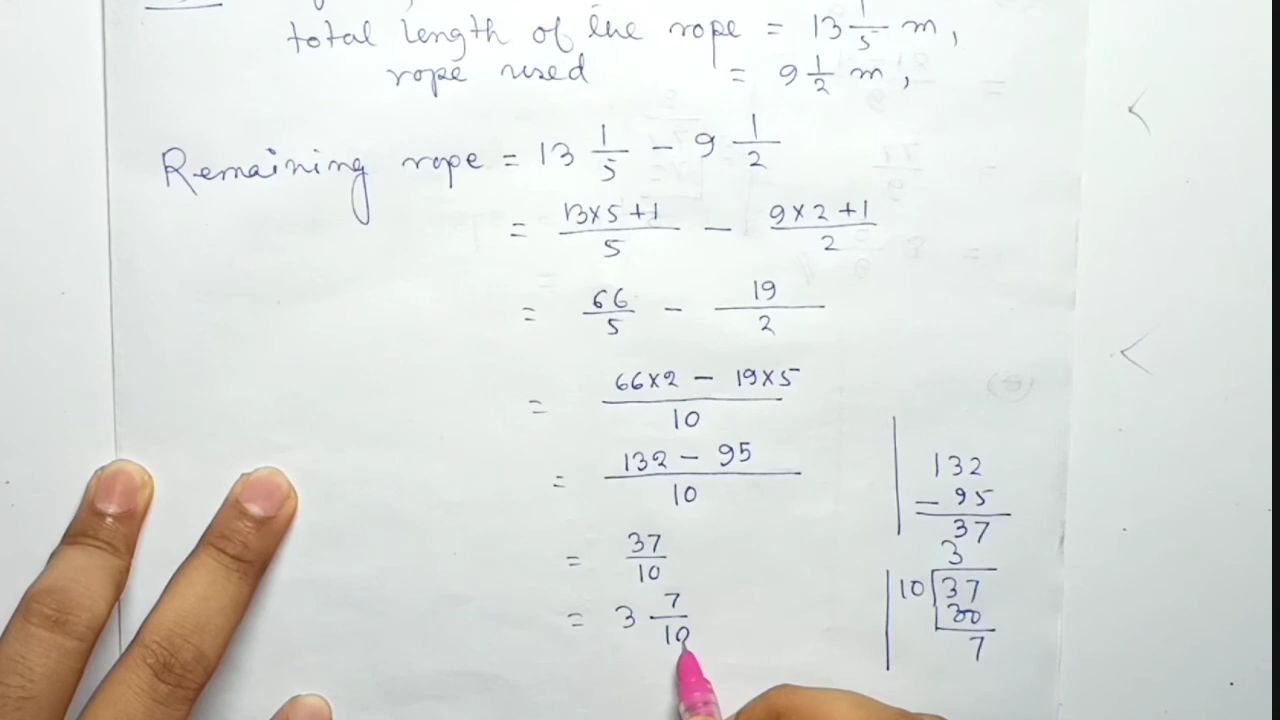 total length of the rope = 13 1/5 m,
rope used = 9 1/2 m,
Remaining rope = 13 1/5 - 9 1/2
= 13×5+1/5 - 9×2+1/2
= 66/5 - 19/2
= 66×2 - 19×5/10
= 132 - 95/10
= 37/10
= 3 7/10
132
- 95
37
3
10 37
30
7